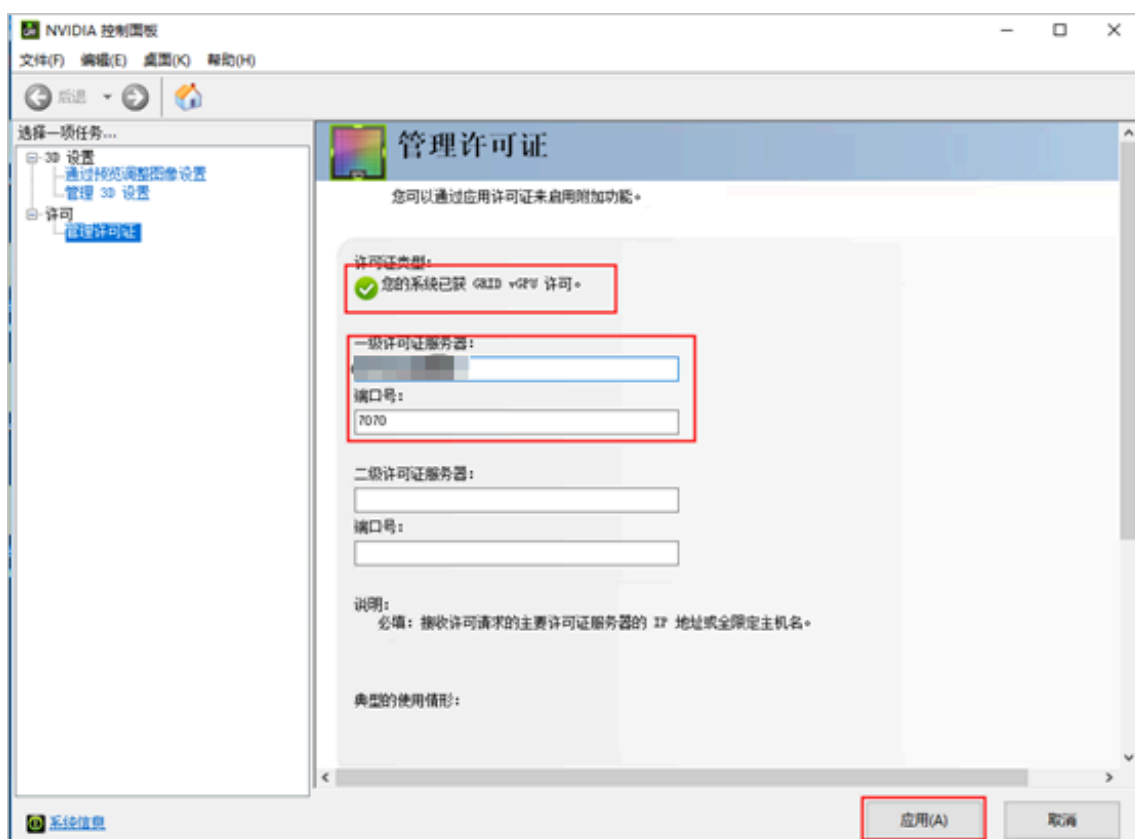 NVIDIA 控制面板
文件(F) 编辑(E) 桌面(K) 帮助(H)
后退
选择一项任务...
3D 设置
通过预览调整图像设置
管理 3D 设置
许可
管理许可证
管理许可证
您可以通过应用许可证来启用附加功能。
许可证类型:
您的系统已获 GRID vGPU 许可。
一级许可证服务器:
端口号:
7070
二级许可证服务器:
端口号:
说明:
必填: 接收许可请求的主要许可证服务器的 IP 地址或全限定主机名。
典型的使用情形:
系统信息
应用(A)
取消